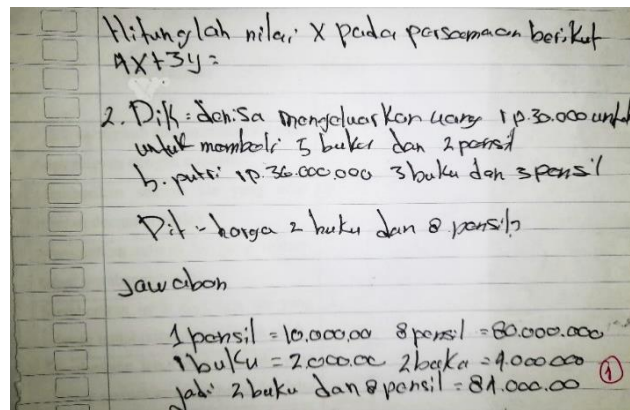 Hitunglah nilai X pada persamaan berikut
4X+3y=
2. Dik = denisa mengeluarkan uang rp.30.000 untuk
untuk membeli 5 buku dan 2 pensil
b. putri rp.36.000.000 3 buku dan 3 pensil
Dit - harga 2 buku dan 8 pensil?
Jawaban
1 pensil = 10.000.00 8 pensil = 80.000.000
1 buku = 2.000.00 2 buku = 4.000.000
①
jadi 2 buku dan 8 pensil = 84.000.00